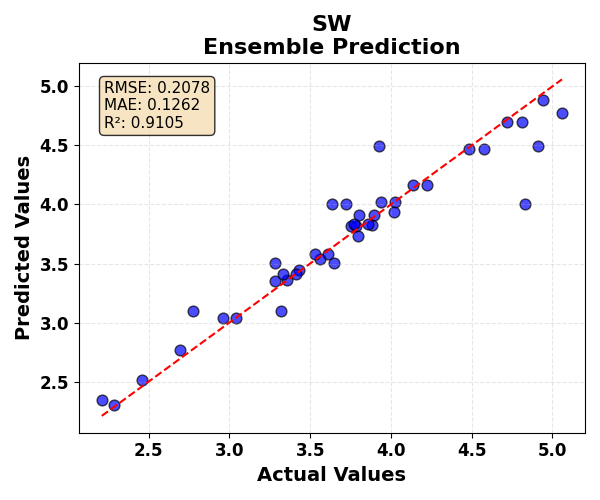 SW
Ensemble Prediction
RMSE: 0.2078
MAE: 0.1262
R²: 0.9105
Predicted Values
5.0
4.5
4.0
3.5
3.0
2.5
2.5 3.0 3.5 4.0 4.5 5.0
Actual Values